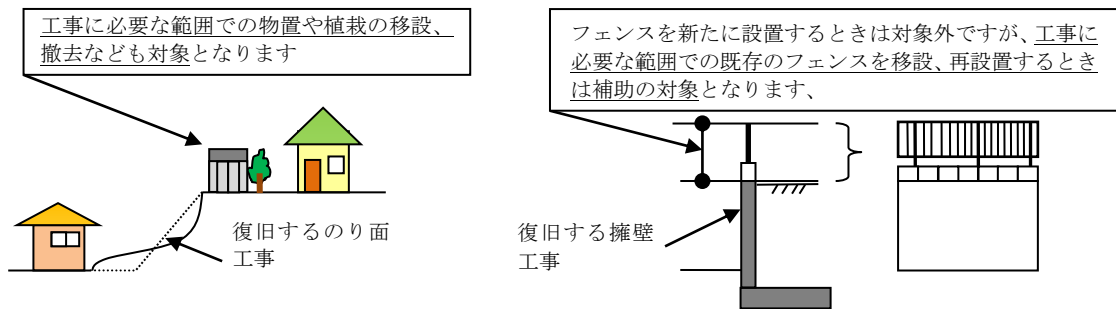 工事に必要な範囲での物置や植栽の移設、
撤去なども対象となります
フェンスを新たに設置するときは対象外ですが、工事に
必要な範囲での既存のフェンスを移設、再設置するとき
は補助の対象となります、
復旧するのり面
工事
復旧する擁壁
工事